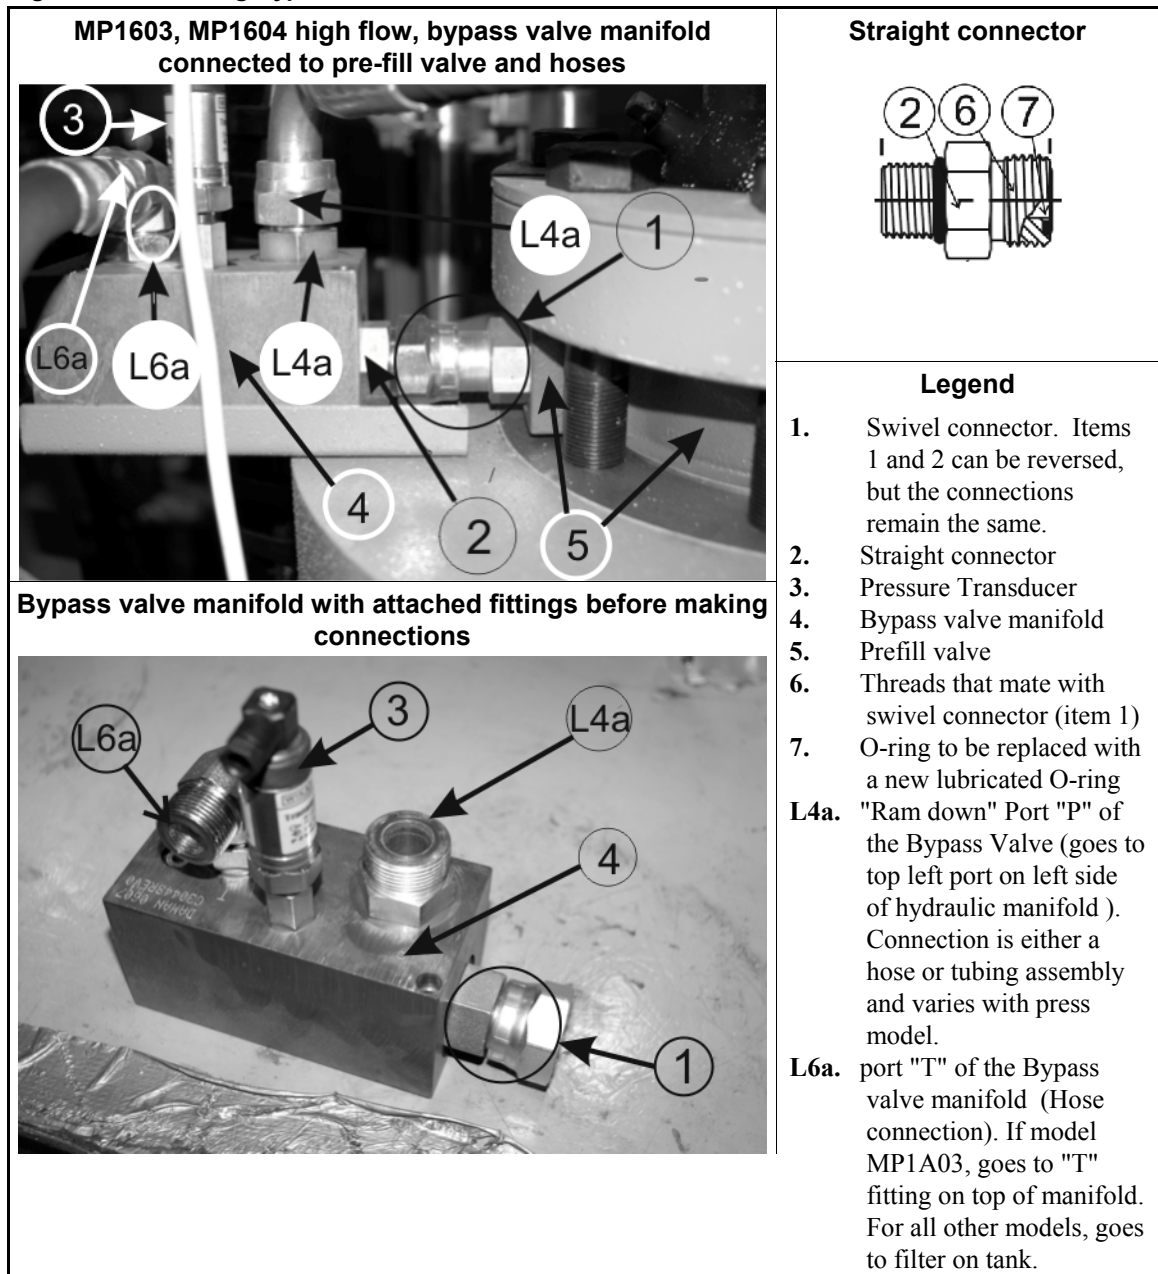 MP1603, MP1604 high flow, bypass valve manifold
connected to pre-fill valve and hoses
3
L4a
1
L6a
L6a
L4a
4
2
5
Straight connector
2 6 7
Bypass valve manifold with attached fittings before making
connections
L6a
3
L4a
4
1
T
DAMAN 0607
Legend
1. Swivel connector. Items
1 and 2 can be reversed,
but the connections
remain the same.
2. Straight connector
3. Pressure Transducer
4. Bypass valve manifold
5. Prefill valve
6. Threads that mate with
swivel connector (item 1)
7. O-ring to be replaced with
a new lubricated O-ring
L4a. "Ram down" Port "P" of
the Bypass Valve (goes to
top left port on left side
of hydraulic manifold ).
Connection is either a
hose or tubing assembly
and varies with press
model.
L6a. port "T" of the Bypass
valve manifold (Hose
connection). If model
MP1A03, goes to "T"
fitting on top of manifold.
For all other models, goes
to filter on tank.